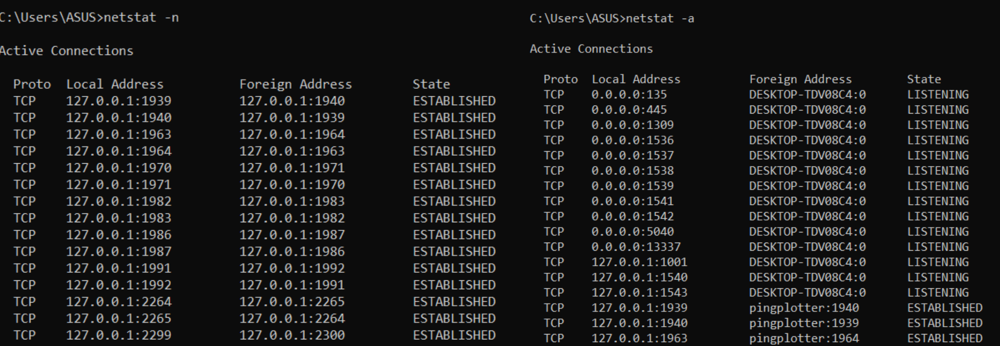 C:\Users\ASUS>netstat -n
Active Connections
Proto  Local Address  Foreign Address  State
TCP  127.0.0.1:1939  127.0.0.1:1940  ESTABLISHED
TCP  127.0.0.1:1940  127.0.0.1:1939  ESTABLISHED
TCP  127.0.0.1:1963  127.0.0.1:1964  ESTABLISHED
TCP  127.0.0.1:1964  127.0.0.1:1963  ESTABLISHED
TCP  127.0.0.1:1970  127.0.0.1:1971  ESTABLISHED
TCP  127.0.0.1:1971  127.0.0.1:1970  ESTABLISHED
TCP  127.0.0.1:1982  127.0.0.1:1983  ESTABLISHED
TCP  127.0.0.1:1983  127.0.0.1:1982  ESTABLISHED
TCP  127.0.0.1:1986  127.0.0.1:1987  ESTABLISHED
TCP  127.0.0.1:1987  127.0.0.1:1986  ESTABLISHED
TCP  127.0.0.1:1991  127.0.0.1:1992  ESTABLISHED
TCP  127.0.0.1:1992  127.0.0.1:1991  ESTABLISHED
TCP  127.0.0.1:2264  127.0.0.1:2265  ESTABLISHED
TCP  127.0.0.1:2265  127.0.0.1:2264  ESTABLISHED
TCP  127.0.0.1:2299  127.0.0.1:2300  ESTABLISHED
C:\Users\ASUS>netstat -a
Active Connections
Proto  Local Address  Foreign Address  State
TCP  0.0.0.0:135  DESKTOP-TDV08C4:0  LISTENING
TCP  0.0.0.0:445  DESKTOP-TDV08C4:0  LISTENING
TCP  0.0.0.0:1309  DESKTOP-TDV08C4:0  LISTENING
TCP  0.0.0.0:1536  DESKTOP-TDV08C4:0  LISTENING
TCP  0.0.0.0:1537  DESKTOP-TDV08C4:0  LISTENING
TCP  0.0.0.0:1538  DESKTOP-TDV08C4:0  LISTENING
TCP  0.0.0.0:1539  DESKTOP-TDV08C4:0  LISTENING
TCP  0.0.0.0:1541  DESKTOP-TDV08C4:0  LISTENING
TCP  0.0.0.0:1542  DESKTOP-TDV08C4:0  LISTENING
TCP  0.0.0.0:5040  DESKTOP-TDV08C4:0  LISTENING
TCP  0.0.0.0:13337  DESKTOP-TDV08C4:0  LISTENING
TCP  127.0.0.1:1001  DESKTOP-TDV08C4:0  LISTENING
TCP  127.0.0.1:1540  DESKTOP-TDV08C4:0  LISTENING
TCP  127.0.0.1:1543  DESKTOP-TDV08C4:0  LISTENING
TCP  127.0.0.1:1939  pingplotter:1940  ESTABLISHED
TCP  127.0.0.1:1940  pingplotter:1939  ESTABLISHED
TCP  127.0.0.1:1963  pingplotter:1964  ESTABLISHED